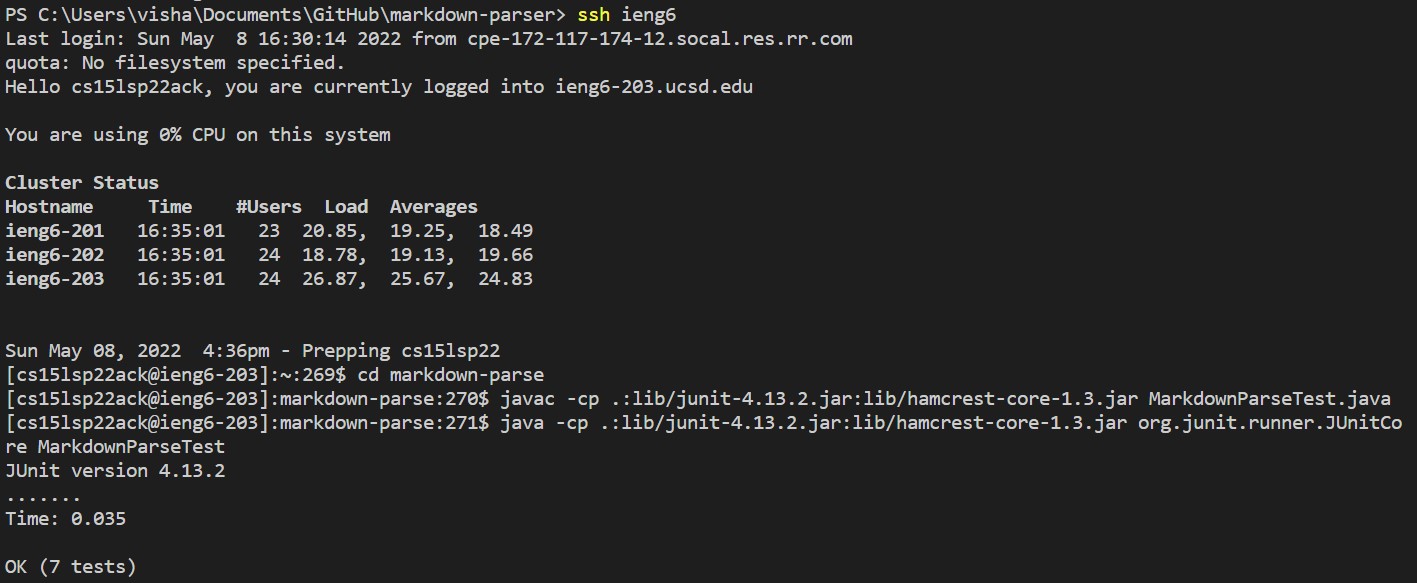 PS C:\Users\visha\Documents\GitHub\markdown-parser> ssh ieng6
Last login: Sun May  8 16:30:14 2022 from cpe-172-117-174-12.socal.res.rr.com
quota: No filesystem specified.
Hello cs15lsp22ack, you are currently logged into ieng6-203.ucsd.edu

You are using 0% CPU on this system

Cluster Status
Hostname     Time    #Users  Load  Averages
ieng6-201   16:35:01   23  20.85,  19.25,  18.49
ieng6-202   16:35:01   24  18.78,  19.13,  19.66
ieng6-203   16:35:01   24  26.87,  25.67,  24.83

Sun May 08, 2022  4:36pm - Prepping cs15lsp22
[cs15lsp22ack@ieng6-203]:~:269$ cd markdown-parse
[cs15lsp22ack@ieng6-203]:markdown-parse:270$ javac -cp .:lib/junit-4.13.2.jar:lib/hamcrest-core-1.3.jar MarkdownParseTest.java
[cs15lsp22ack@ieng6-203]:markdown-parse:271$ java -cp .:lib/junit-4.13.2.jar:lib/hamcrest-core-1.3.jar org.junit.runner.JUnitCo
re MarkdownParseTest
JUnit version 4.13.2
.......
Time: 0.035

OK (7 tests)